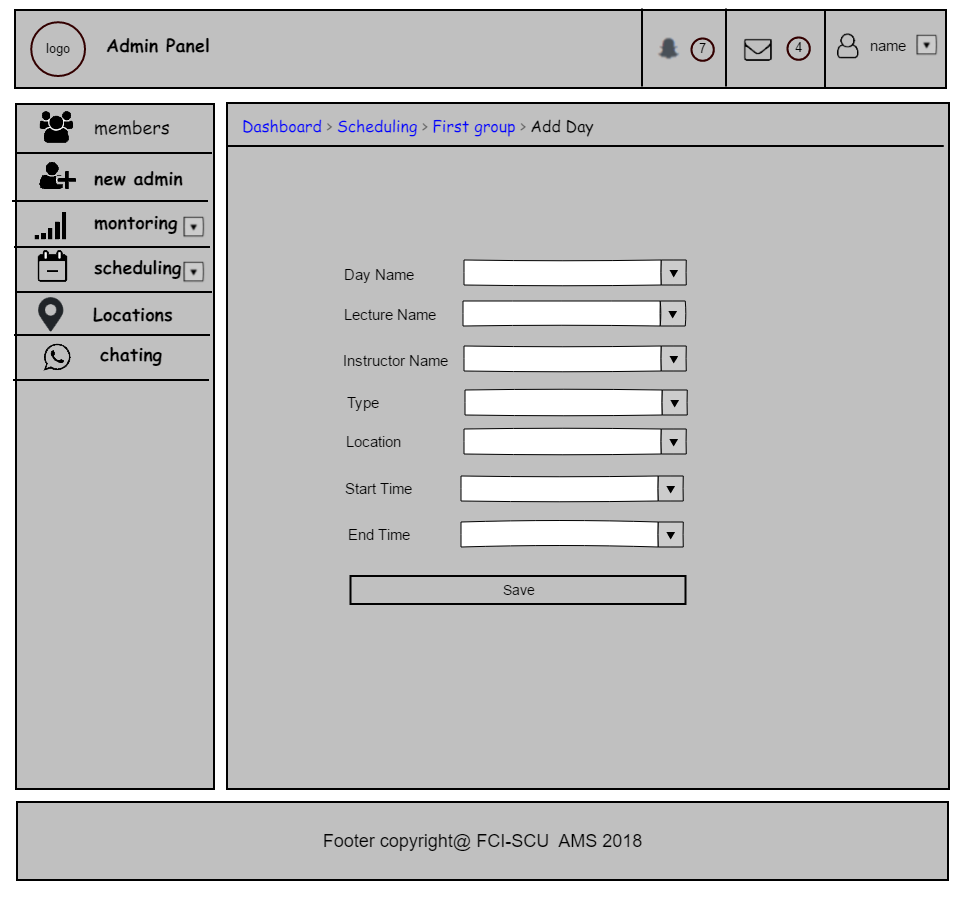 logo
Admin Panel
7
4
name
members
new admin
montoring
scheduling
Locations
chating
Dashboard > Scheduling > First group > Add Day
Day Name
Lecture Name
Instructor Name
Type
Location
Start Time
End Time
Save
Footer copyright@ FCI-SCU  AMS 2018